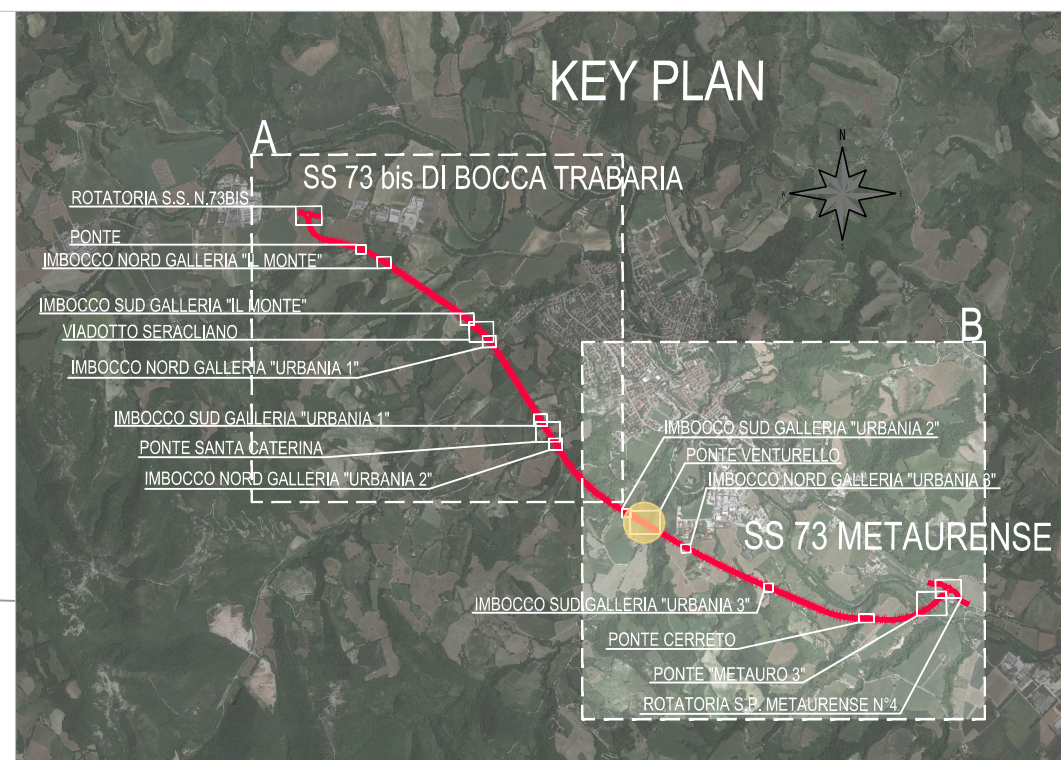 KEY PLAN
A
SS 73 bis DI BOCCA TRABARIA
N
W
E
S
ROTATORIA S.S. N.73BIS
PONTE
IMBOCCO NORD GALLERIA "IL MONTE"
IMBOCCO SUD GALLERIA "IL MONTE"
VIADOTTO SERACLIANO
IMBOCCO NORD GALLERIA "URBANIA 1"
IMBOCCO SUD GALLERIA "URBANIA 1"
PONTE SANTA CATERINA
IMBOCCO NORD GALLERIA "URBANIA 2"
B
IMBOCCO SUD GALLERIA "URBANIA 2"
PONTE VENTURELLO
IMBOCCO NORD GALLERIA "URBANIA 3"
SS 73 METAURENSE
IMBOCCO SUD GALLERIA "URBANIA 3"
PONTE CERRETO
PONTE "METAURO 3"
ROTATORIA S.P. METAURENSE N°4